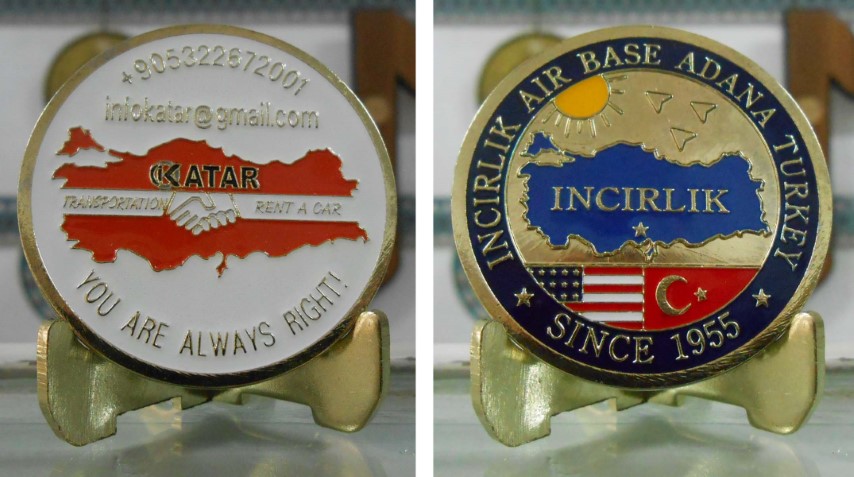 +905322672001
infokatar@gmail.com
KATAR
TRANSPORTATION
RENT A CAR
YOU ARE ALWAYS RIGHT!
INCIRLIK AIR BASE ADANA TURKEY
INCIRLIK
SINCE 1955